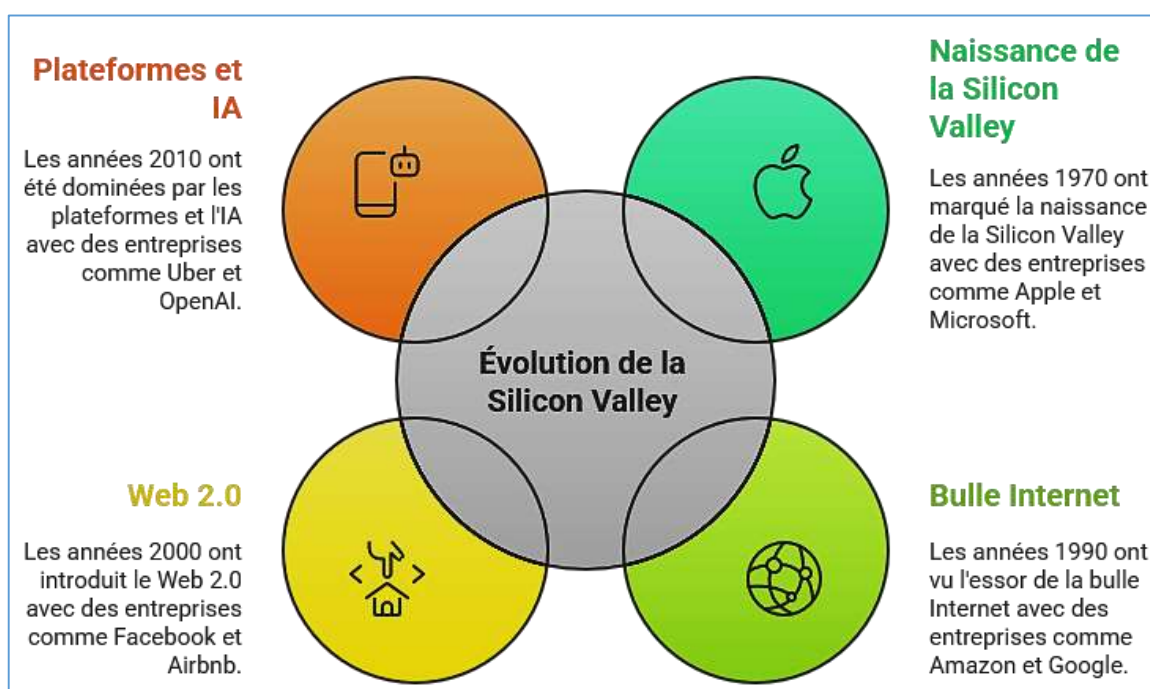 Plateformes et
IA
Les années 2010 ont
été dominées par les
plateformes et l'IA
avec des entreprises
comme Uber et
OpenAI.
Naissance de
la Silicon
Valley
Les années 1970 ont
marqué la naissance
de la Silicon Valley
avec des entreprises
comme Apple et
Microsoft.
Évolution de la
Silicon Valley
Web 2.0
Les années 2000 ont
introduit le Web 2.0
avec des entreprises
comme Facebook et
Airbnb.
Bulle Internet
Les années 1990 ont
vu l'essor de la bulle
Internet avec des
entreprises comme
Amazon et Google.